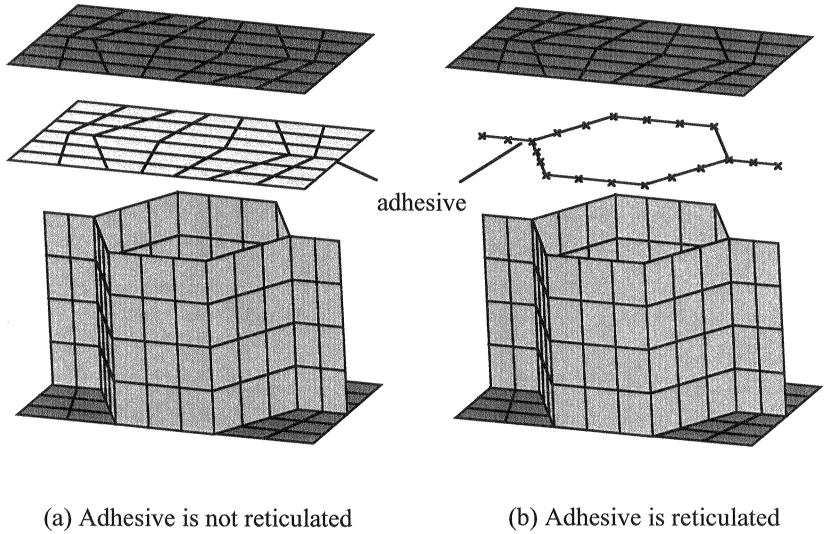 adhesive
(a) Adhesive is not reticulated
(b) Adhesive is reticulated